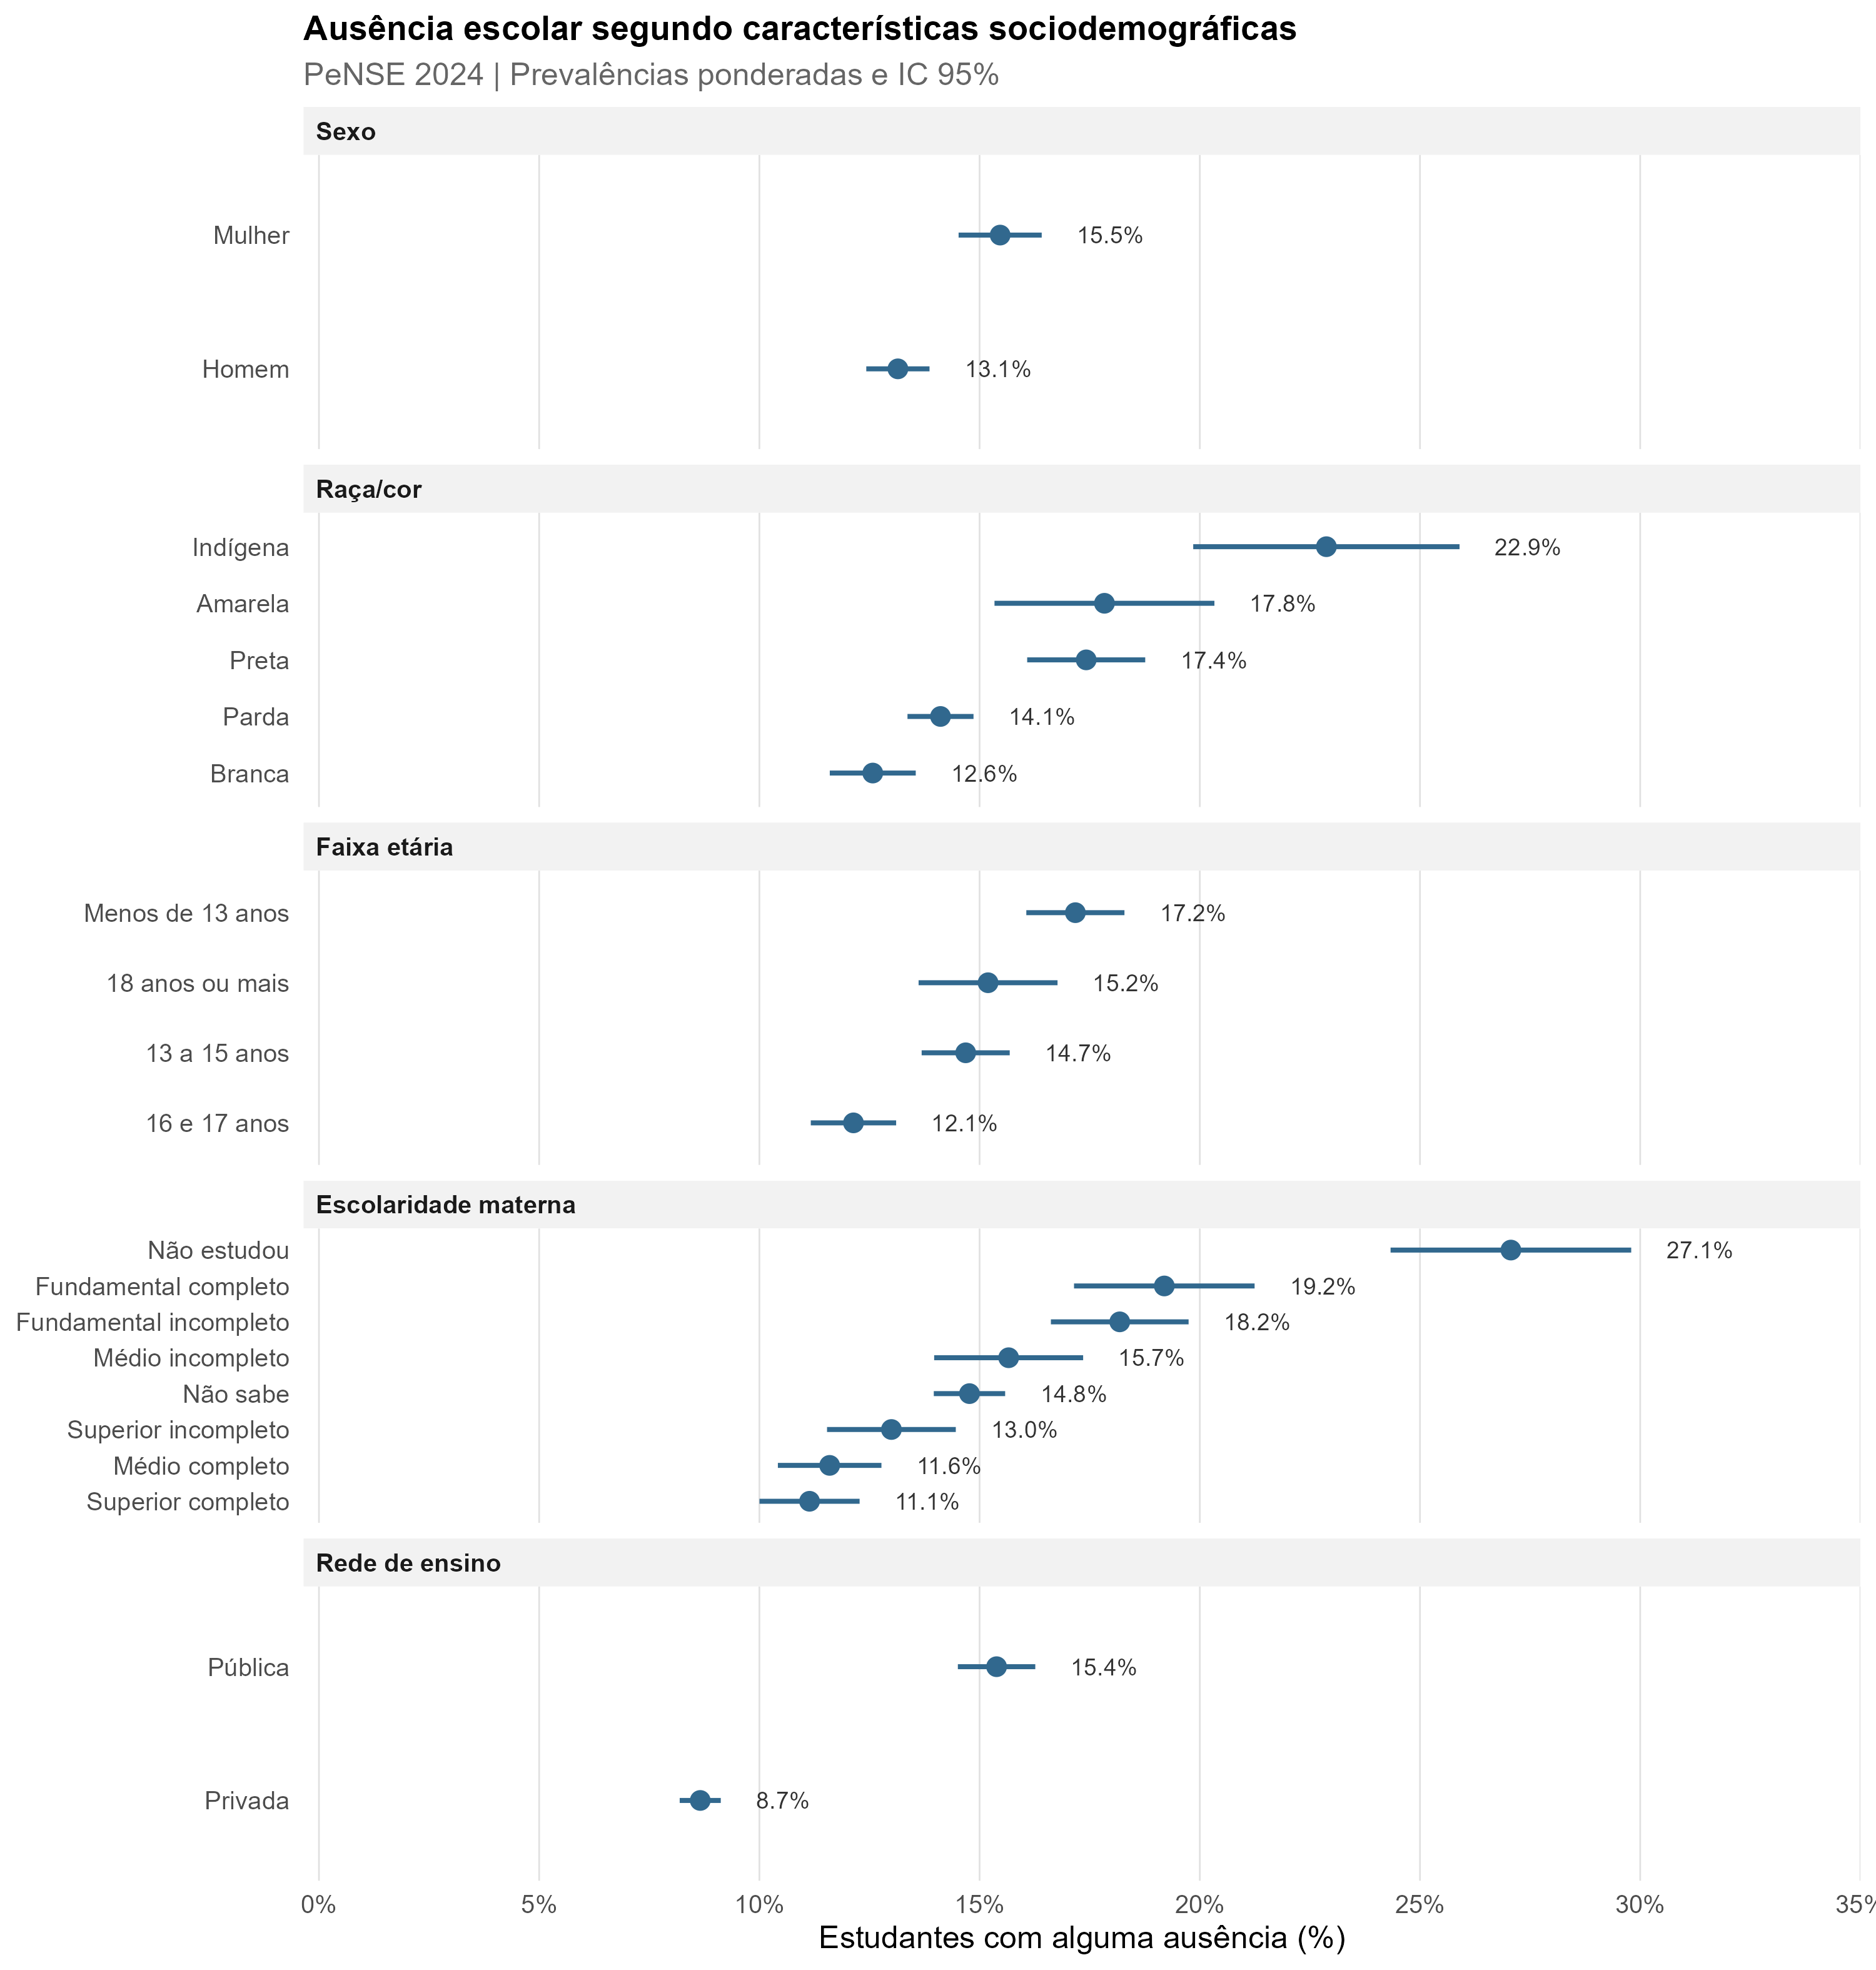 Ausência escolar segundo características sociodemográficas
PeNSE 2024 | Prevalências ponderadas e IC 95%
Sexo
Mulher 15.5%
Homem 13.1%
Raça/cor
Indígena 22.9%
Amarela 17.8%
Preta 17.4%
Parda 14.1%
Branca 12.6%
Faixa etária
Menos de 13 anos 17.2%
18 anos ou mais 15.2%
13 a 15 anos 14.7%
16 e 17 anos 12.1%
Escolaridade materna
Não estudou 27.1%
Fundamental completo 19.2%
Fundamental incompleto 18.2%
Médio incompleto 15.7%
Não sabe 14.8%
Superior incompleto 13.0%
Médio completo 11.6%
Superior completo 11.1%
Rede de ensino
Pública 15.4%
Privada 8.7%
0% 5% 10% 15% 20% 25% 30% 35%
Estudantes com alguma ausência (%)